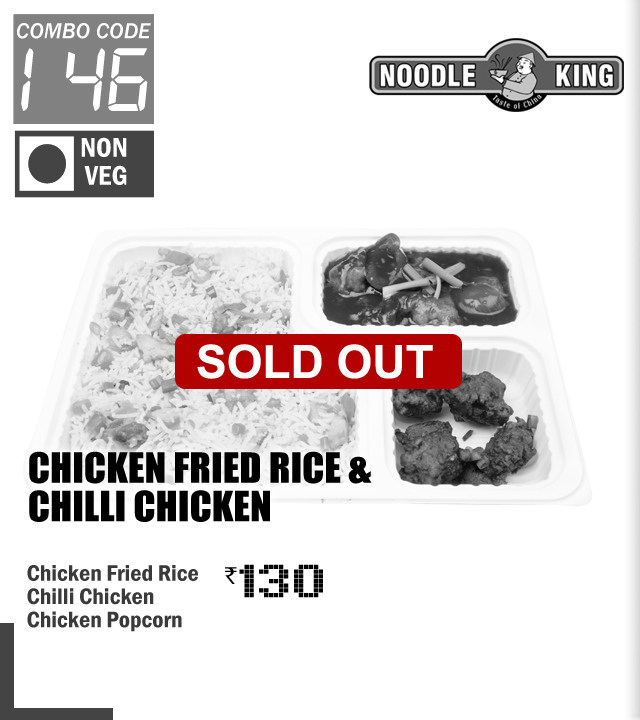 COMBO CODE
146
NON
VEG
NOODLE KING
Taste of China
SOLD OUT
CHICKEN FRIED RICE &
CHILLI CHICKEN
Chicken Fried Rice
Chilli Chicken
Chicken Popcorn
₹130